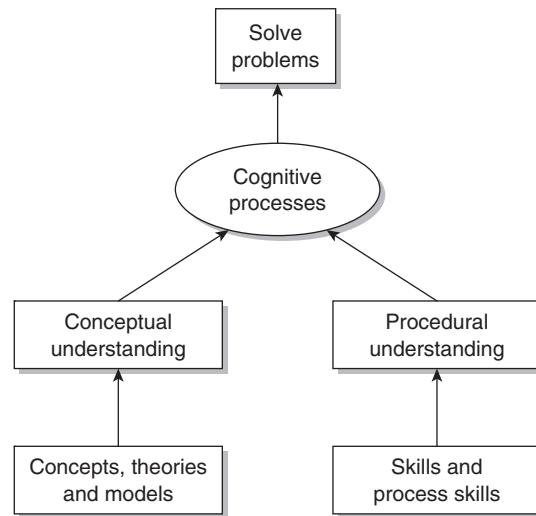 Solve
problems
Cognitive
processes
Conceptual
understanding
Procedural
understanding
Concepts, theories
and models
Skills and
process skills